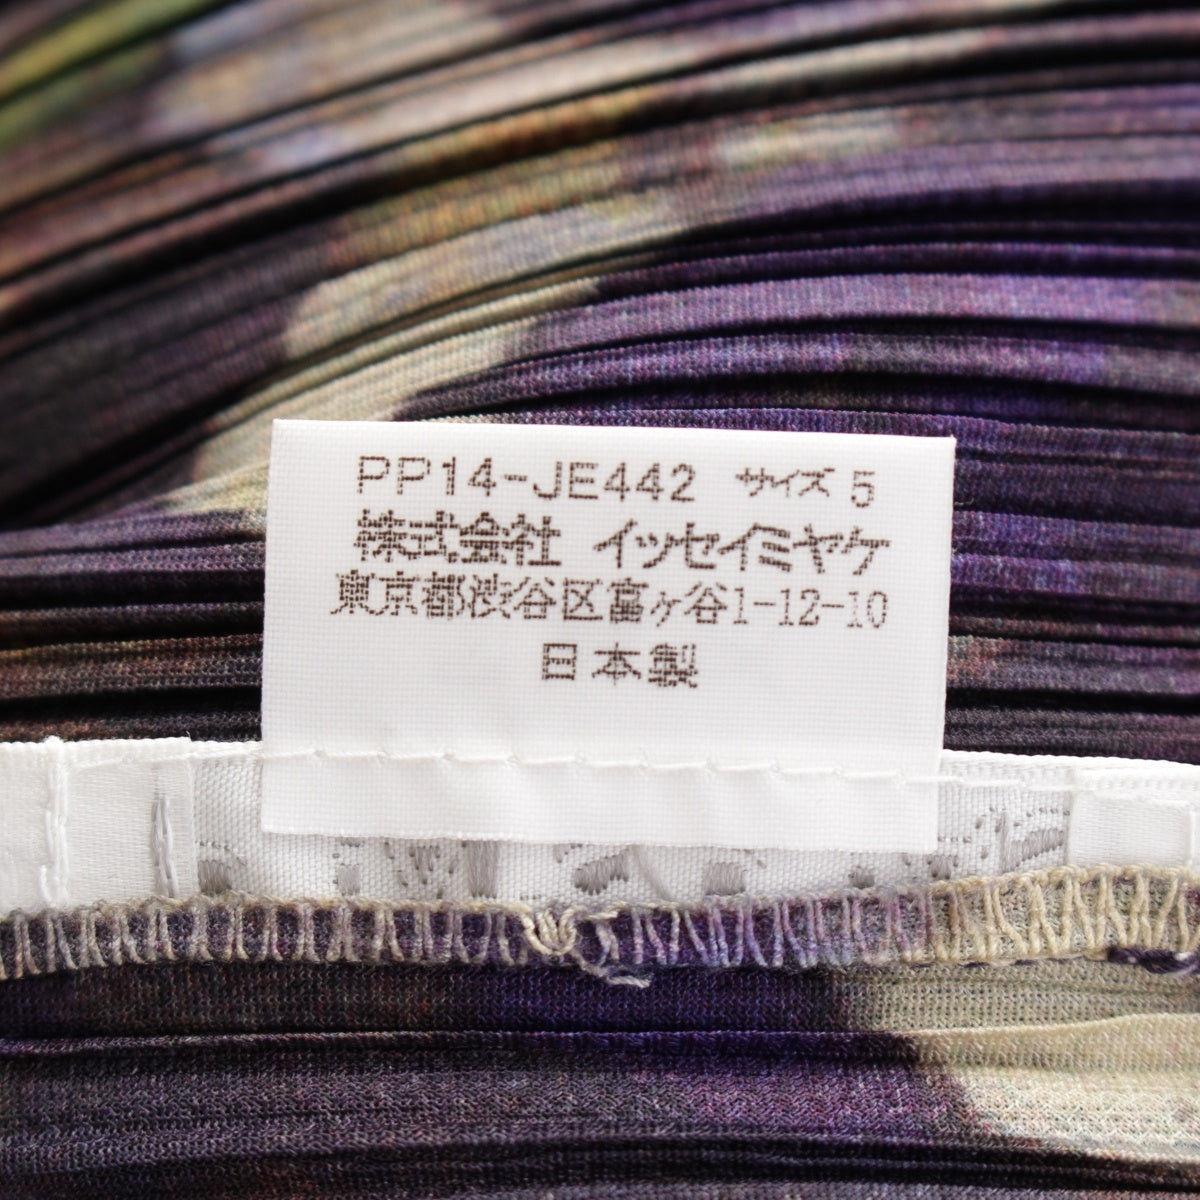 PP14-JE442 サイズ 5
株式会社 イッセイミヤケ
東京都渋谷区富ヶ谷1-12-10
日本製